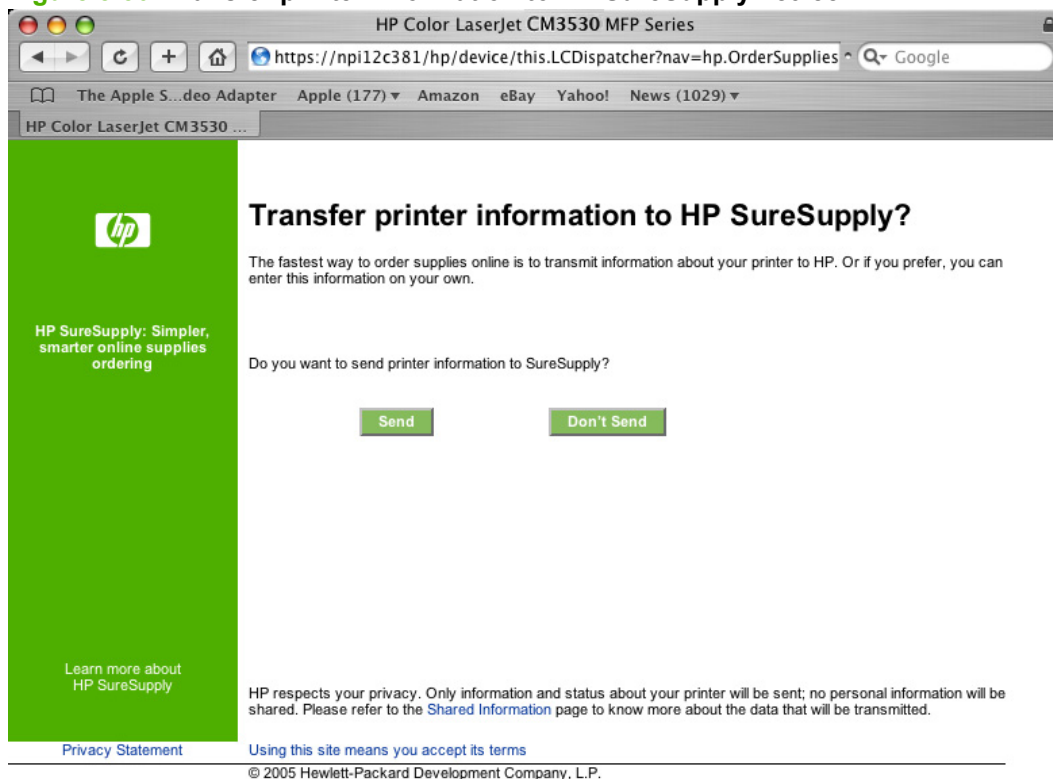 HP Color LaserJet CM3530 MFP Series
https://npi12c381/hp/device/this.LCDispatcher?nav=hp.OrderSupplies
Google
The Apple S...deo Adapter Apple (177) Amazon eBay Yahoo! News (1029)
HP Color LaserJet CM3530 ...
hp
Transfer printer information to HP SureSupply?
The fastest way to order supplies online is to transmit information about your printer to HP. Or if you prefer, you can
enter this information on your own.
HP SureSupply: Simpler,
smarter online supplies
ordering
Do you want to send printer information to SureSupply?
Send Don't Send
Learn more about
HP SureSupply
HP respects your privacy. Only information and status about your printer will be sent; no personal information will be
shared. Please refer to the Shared Information page to know more about the data that will be transmitted.
Privacy Statement Using this site means you accept its terms
© 2005 Hewlett-Packard Development Company, L.P.